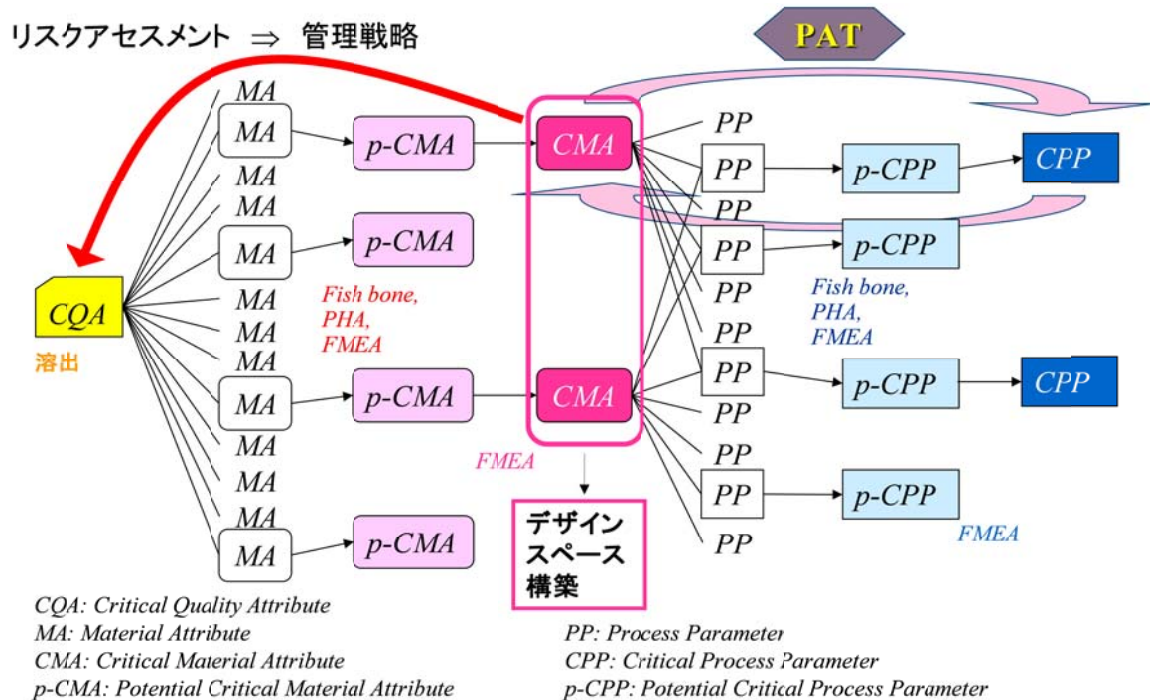 リスクアセスメント ⇒ 管理戦略
PAT
MA
MA
MA
MA
MA
MA
MA
MA
MA
MA
MA
MA
MA
p-CMA
p-CMA
p-CMA
p-CMA
CQA
溶出
Fish bone,
PHA,
FMEA
CMA
CMA
FMEA
デザイン
スペース
構築
PP
PP
PP
PP
PP
PP
PP
PP
PP
PP
PP
p-CPP
p-CPP
p-CPP
p-CPP
CPP
CPP
Fish bone,
PHA,
FMEA
FMEA
CQA: Critical Quality Attribute
MA: Material Attribute
CMA: Critical Material Attribute
p-CMA: Potential Critical Material Attribute
PP: Process Parameter
CPP: Critical Process Parameter
p-CPP: Potential Critical Process Parameter